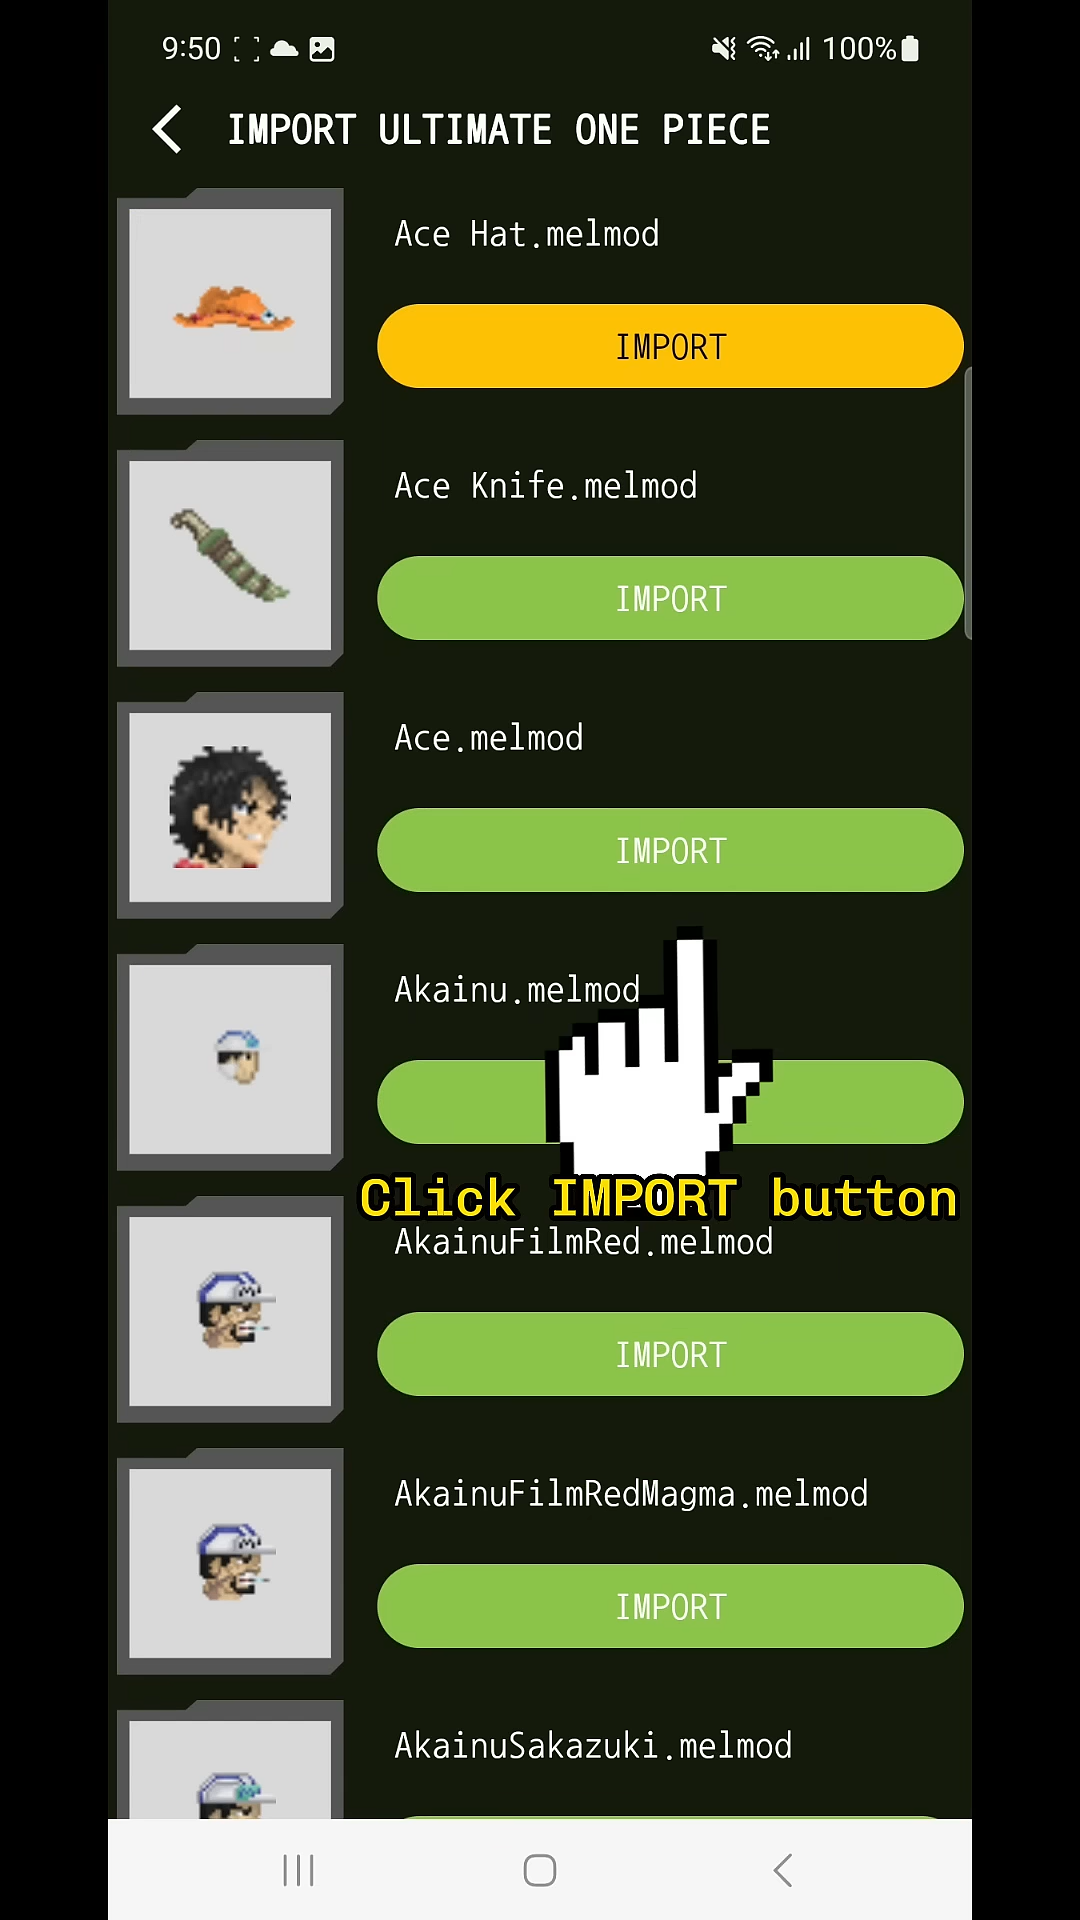 9:50
100%
IMPORT ULTIMATE ONE PIECE
Ace Hat.melmod
IMPORT
Ace Knife.melmod
IMPORT
Ace.melmod
IMPORT
Akainu.melmod
Click IMPORT button
AkainuFilmRed.melmod
IMPORT
AkainuFilmRedMagma.melmod
IMPORT
AkainuSakazuki.melmod